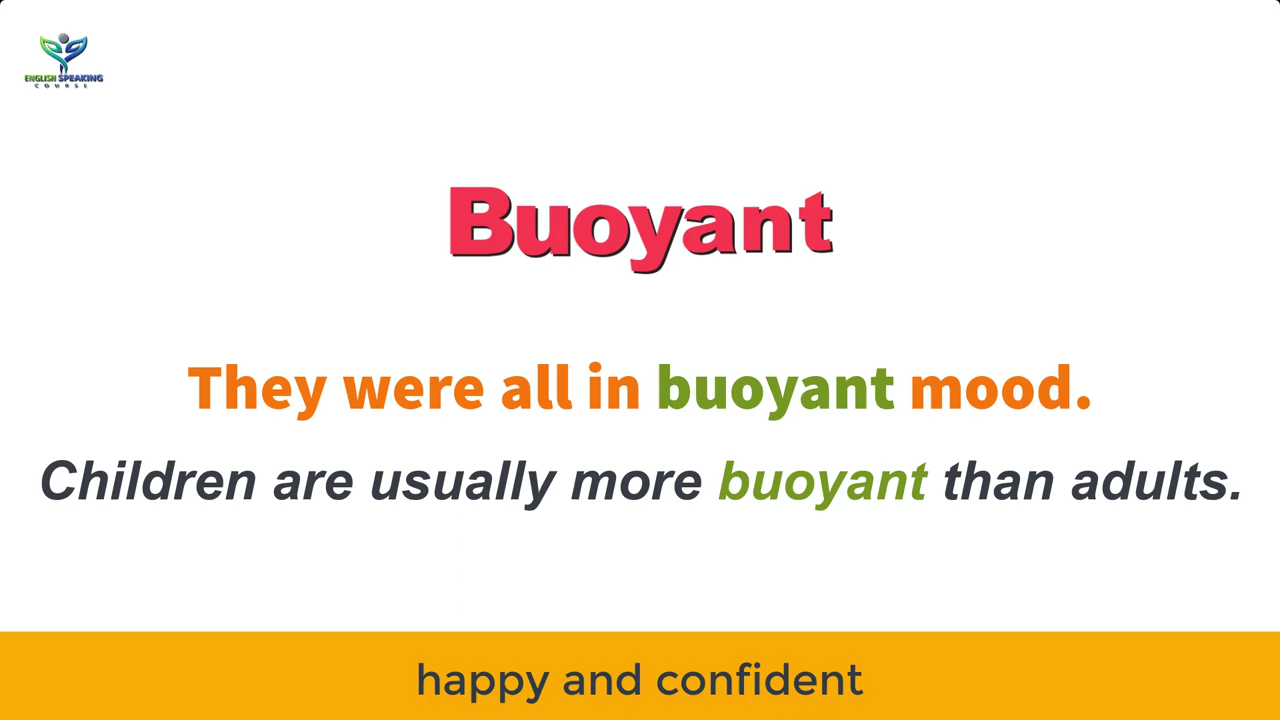 ENGLISH SPEAKING
COURSE
Buoyant
They were all in buoyant mood.
Children are usually more buoyant than adults.
happy and confident